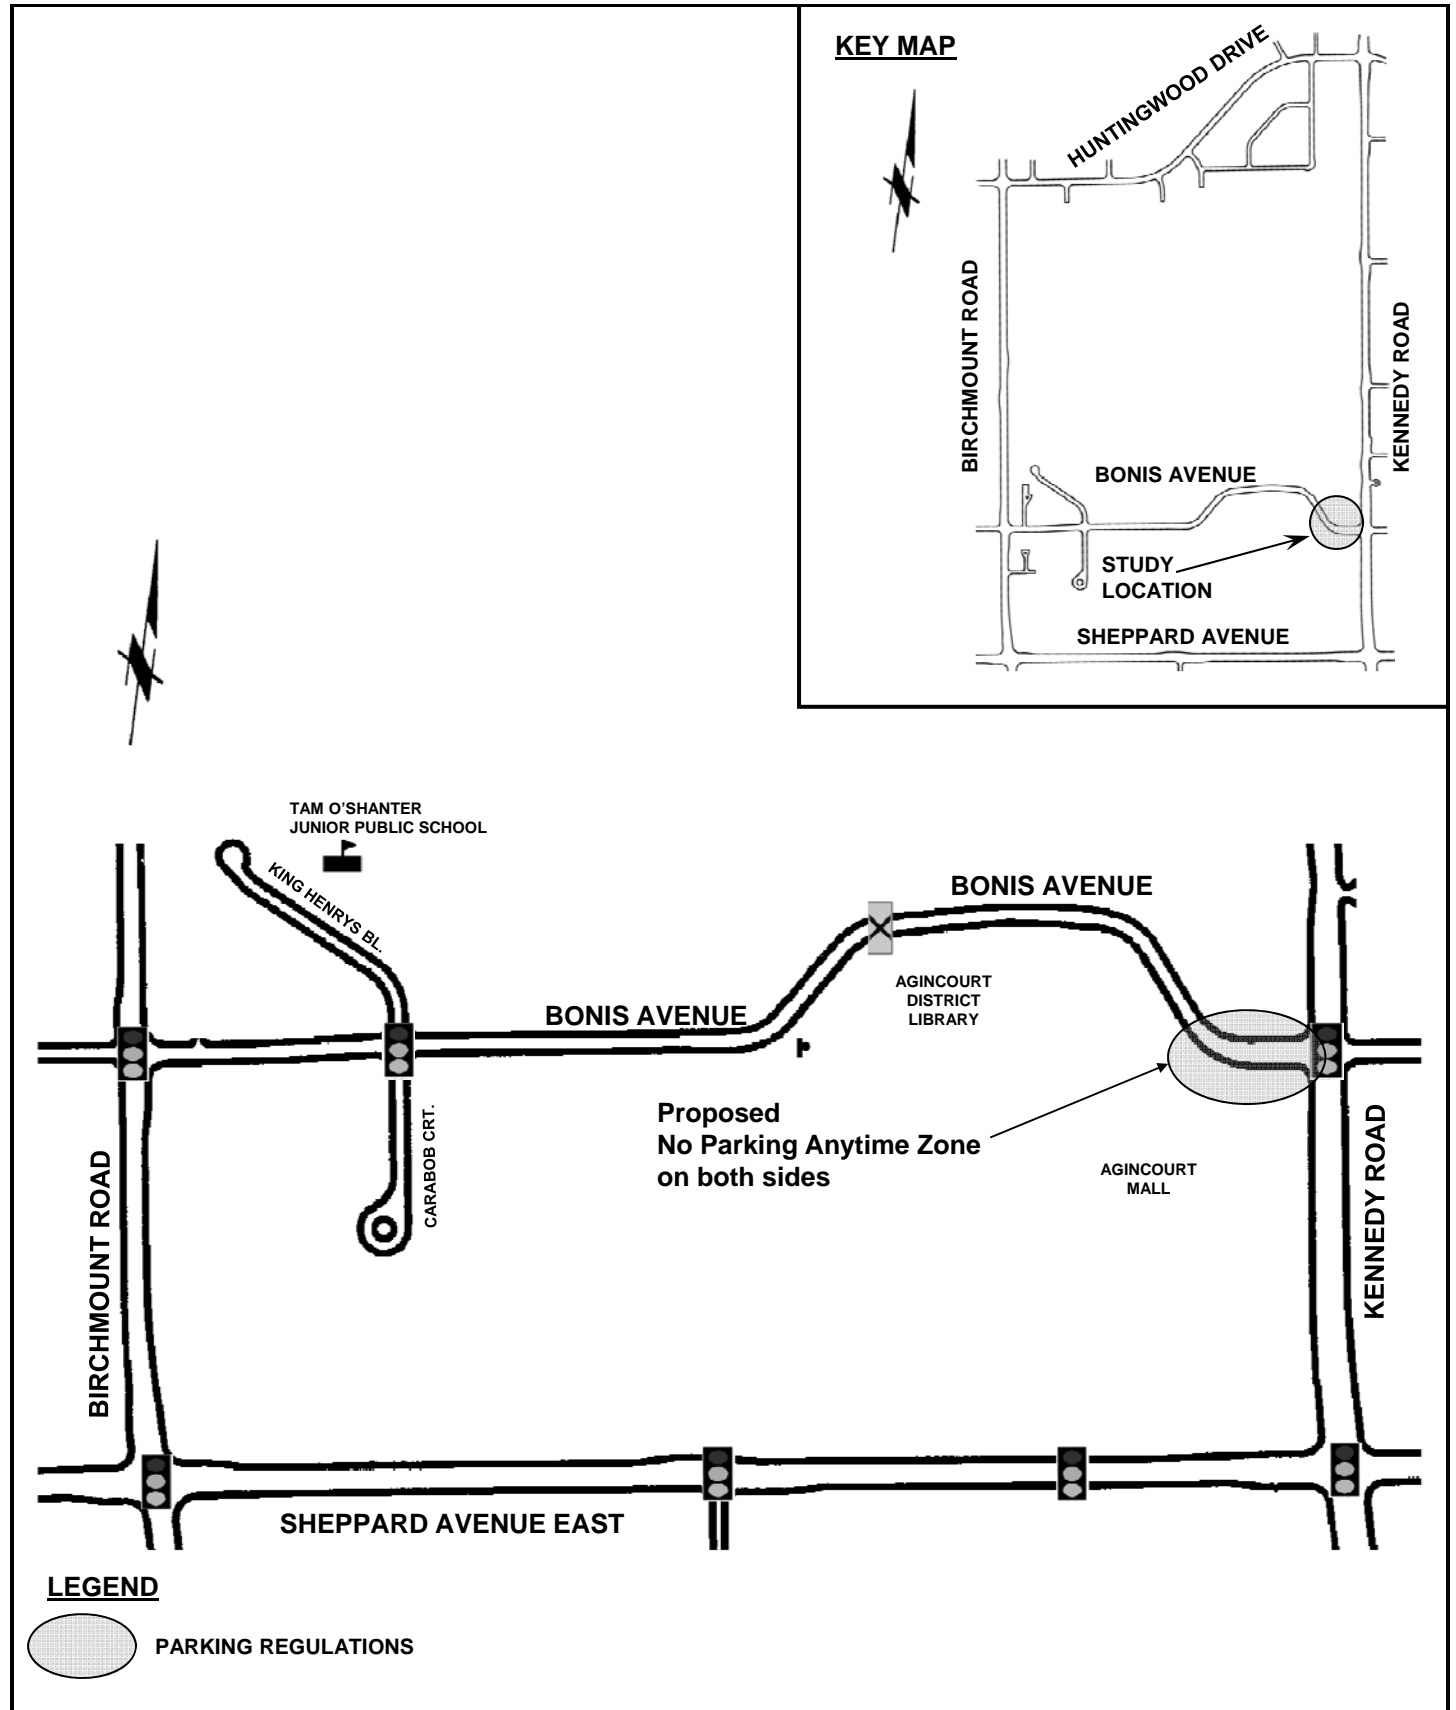 KEY MAP
HUNTINGWOOD DRIVE
BIRCHMOUNT ROAD
KENNEDY ROAD
BONIS AVENUE
STUDY
LOCATION
SHEPPARD AVENUE
TAM O'SHANTER
JUNIOR PUBLIC SCHOOL
KING HENRYS BL.
BONIS AVENUE
AGINCOURT
DISTRICT
LIBRARY
BONIS AVENUE
Proposed
No Parking Anytime Zone
on both sides
CARABOB CRT.
AGINCOURT
MALL
BIRCHMOUNT ROAD
KENNEDY ROAD
SHEPPARD AVENUE EAST
LEGEND
PARKING REGULATIONS